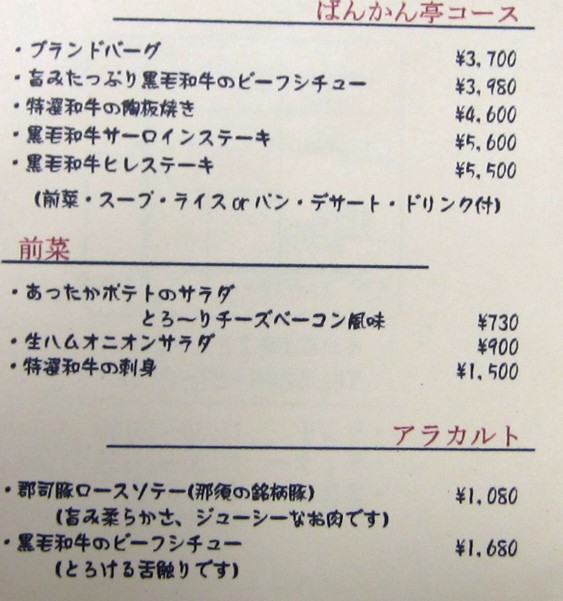 ばんかん亭コース
・ブランドバーグ ¥3,700
・旨みたっぷり黒毛和牛のビーフシチュー ¥3,980
・特選和牛の陶板焼き ¥4,600
・黒毛和牛サーロインステーキ ¥5,600
・黒毛和牛ヒレステーキ ¥5,500
(前菜・スープ・ライスorパン・デザート・ドリンク付)
前菜
・あったかポテトのサラダ
とろ〜りチーズベーコン風味 ¥730
・生ハムオニオンサラダ ¥900
・特選和牛の刺身 ¥1,500
アラカルト
・郡司豚ロースソテー(那須の銘柄豚) ¥1,080
(旨み柔らかさ、ジューシーなお肉です)
・黒毛和牛のビーフシチュー ¥1,680
(とろける舌触りです)